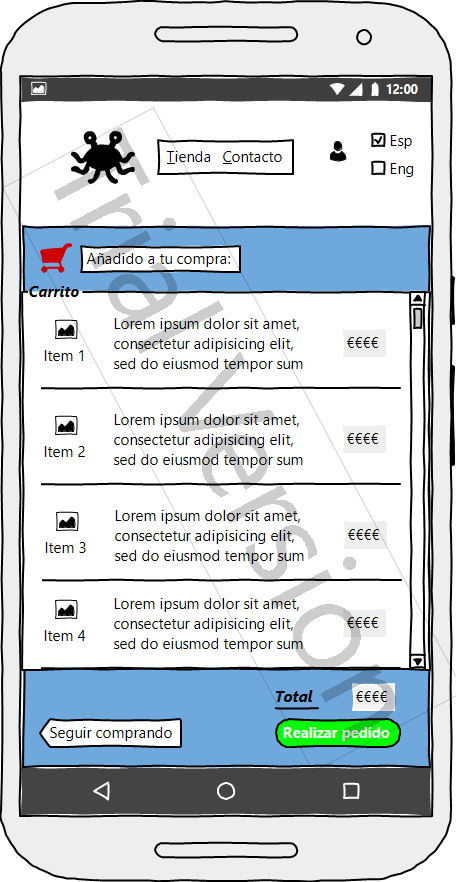 12:00
Tienda Contacto
Esp
Eng
Añadido a tu compra:
Carrito
Item 1
Lorem ipsum dolor sit amet,
consectetur adipisicing elit,
sed do eiusmod tempor sum
€€€€
Item 2
Lorem ipsum dolor sit amet,
consectetur adipisicing elit,
sed do eiusmod tempor sum
€€€€
Item 3
Lorem ipsum dolor sit amet,
consectetur adipisicing elit,
sed do eiusmod tempor sum
€€€€
Item 4
Lorem ipsum dolor sit amet,
consectetur adipisicing elit,
sed do eiusmod tempor sum
€€€€
Total €€€€
Seguir comprando
Realizar pedido
Trial Version